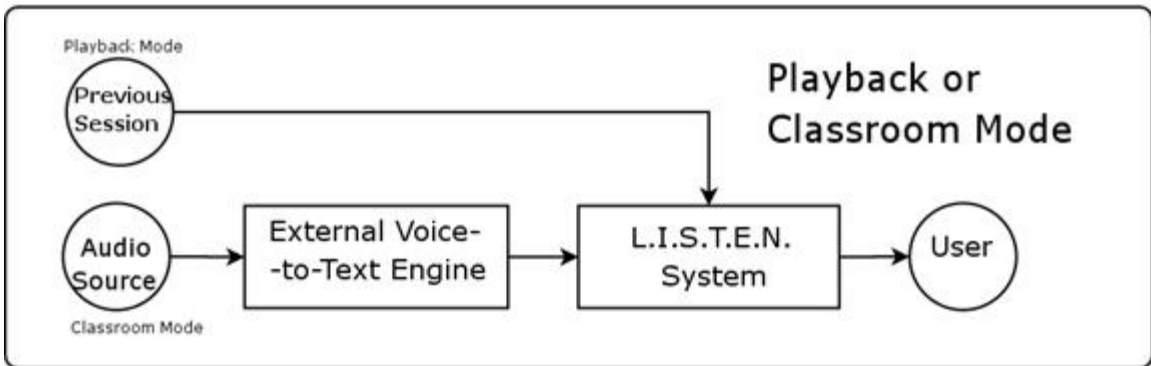 Playback Mode
Previous
Session
Playback or
Classroom Mode
Audio
Source
Classroom Mode
External Voice-
-to-Text Engine
L.I.S.T.E.N.
System
User